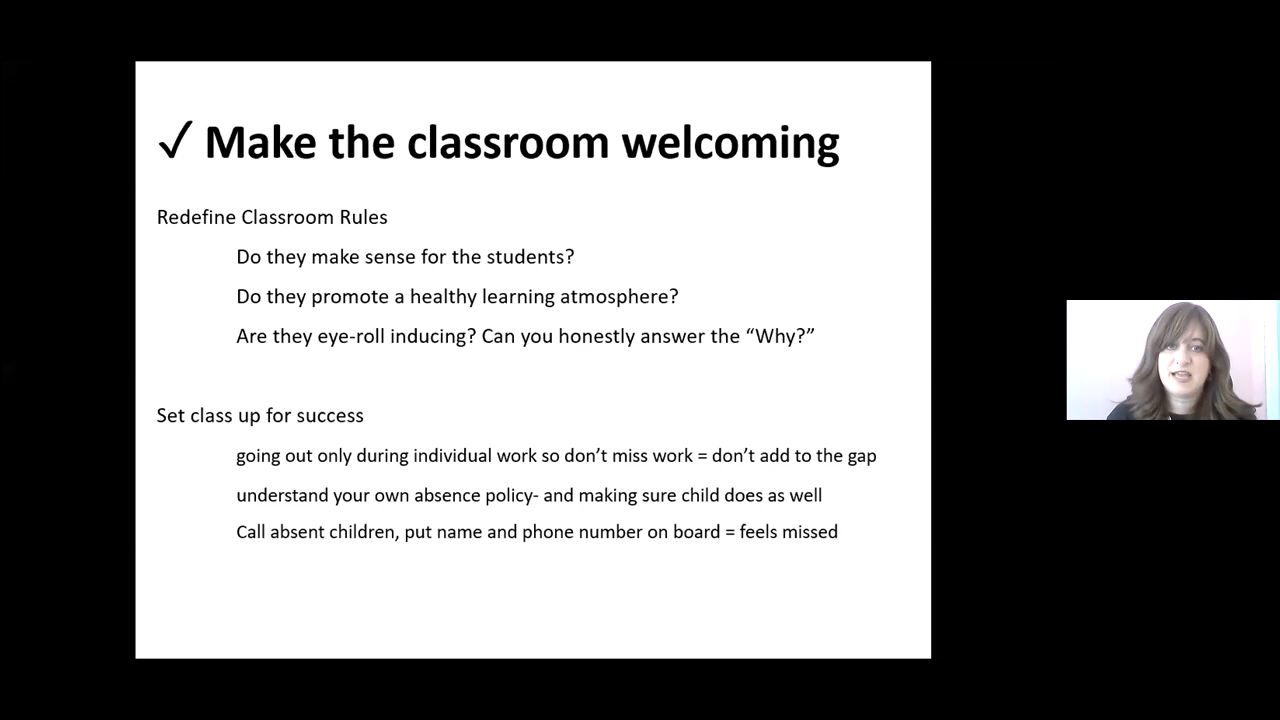 ✓ Make the classroom welcoming
Redefine Classroom Rules
Do they make sense for the students?
Do they promote a healthy learning atmosphere?
Are they eye-roll inducing? Can you honestly answer the “Why?”
Set class up for success
going out only during individual work so don’t miss work = don’t add to the gap
understand your own absence policy- and making sure child does as well
Call absent children, put name and phone number on board = feels missed